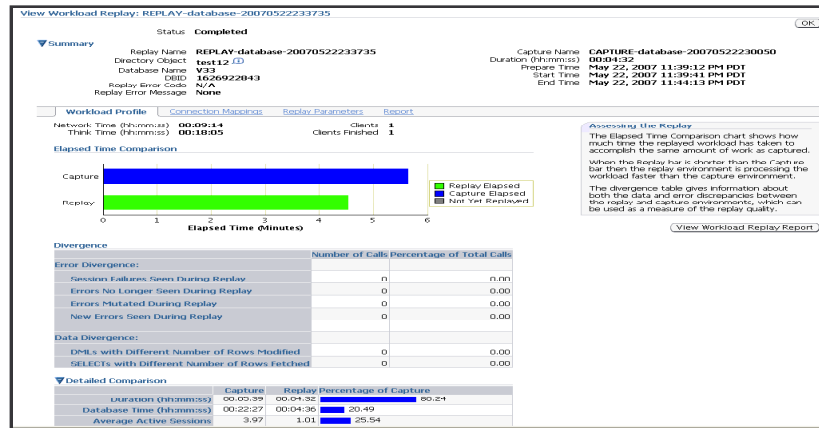 View Workload Replay: REPLAY-database-20070522233735
OK
Status Completed
Summary
Replay Name REPLAY-database-20070522233735
Directory Object test12
Database Name V33
DBID 1626922843
Replay Error Code N/A
Replay Error Message None
Capture Name CAPTURE-database-20070522230050
Duration (hh:mm:ss) 00:04:32
Prepare Time May 22, 2007 11:39:12 PM PDT
Start Time May 22, 2007 11:39:41 PM PDT
End Time May 22, 2007 11:44:13 PM PDT
Workload Profile Connection Mappings Replay Parameters Report
Network Time (hh:mm:ss) 00:09:14
Think Time (hh:mm:ss) 00:18:05
Clients 1
Clients Finished 1
Elapsed Time Comparison
Capture
Replay
0 1 2 3 4 5 6
Elapsed Time (Minutes)
Replay Elapsed
Capture Elapsed
Not Yet Replayed
Assessing the Replay
The Elapsed Time Comparison chart shows how
much time the replayed workload has taken to
accomplish the same amount of work as captured.
When the Replay bar is shorter than the Capture
bar then the replay environment is processing the
workload faster than the capture environment.
The divergence table gives information about
both the data and error discrepancies between
the replay and capture environments, which can
be used as a measure of the replay quality.
View Workload Replay Report
Divergence
Number of Calls Percentage of Total Calls
Error Divergence:
Session Failures Seen During Replay 0 0.00
Errors No Longer Seen During Replay 0 0.00
Errors Mutated During Replay 0 0.00
New Errors Seen During Replay 0 0.00
Data Divergence:
DMLs with Different Number of Rows Modified 0 0.00
SELECTs with Different Number of Rows Fetched 0 0.00
Detailed Comparison
Capture Replay Percentage of Capture
Duration (hh:mm:ss) 00:05:39 00:04:32 80.24
Database Time (hh:mm:ss) 00:22:27 00:04:36 20.49
Average Active Sessions 3.97 1.01 25.54